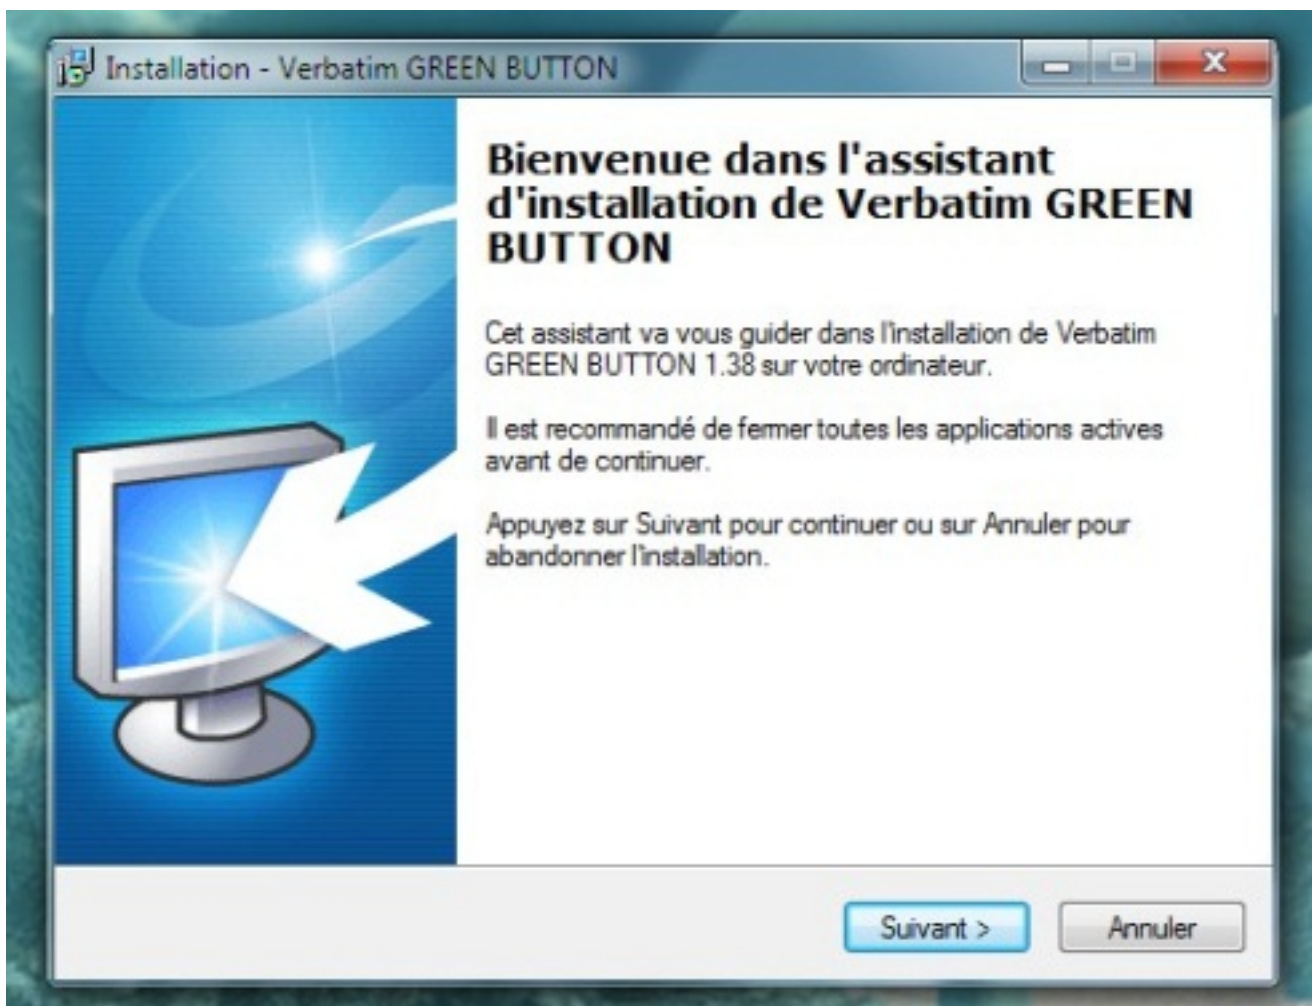 Installation - Verbatim GREEN BUTTON
Bienvenue dans l'assistant
d'installation de Verbatim GREEN
BUTTON
Cet assistant va vous guider dans l'installation de Verbatim
GREEN BUTTON 1.38 sur votre ordinateur.
Il est recommandé de fermer toutes les applications actives
avant de continuer.
Appuyez sur Suivant pour continuer ou sur Annuler pour
abandonner l'installation.
Suivant >
Annuler